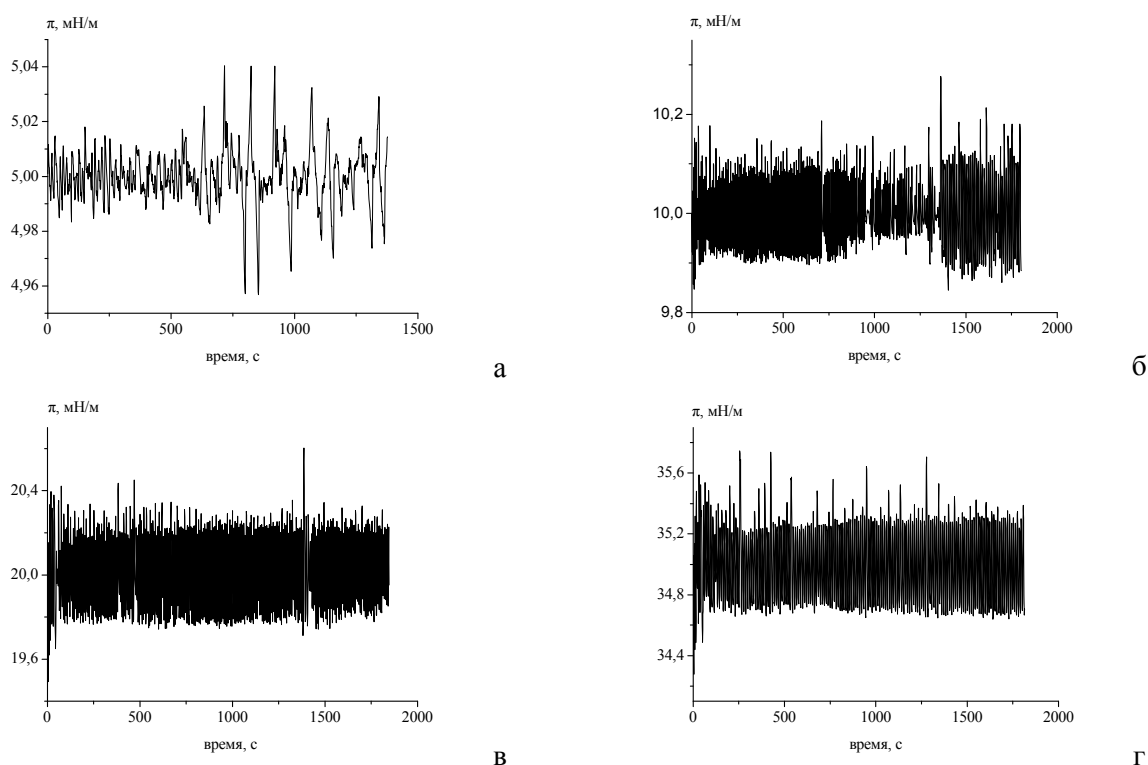 π, мН/м
5,04
5,02
5,00
4,98
4,96
0 500 1000 1500
время, с
а
π, мН/м
10,2
10,0
9,8
0 500 1000 1500 2000
время, с
б
π, мН/м
20,4
20,0
19,6
0 500 1000 1500 2000
время, с
в
π, мН/м
35,6
35,2
34,8
34,4
0 500 1000 1500 2000
время, с
г